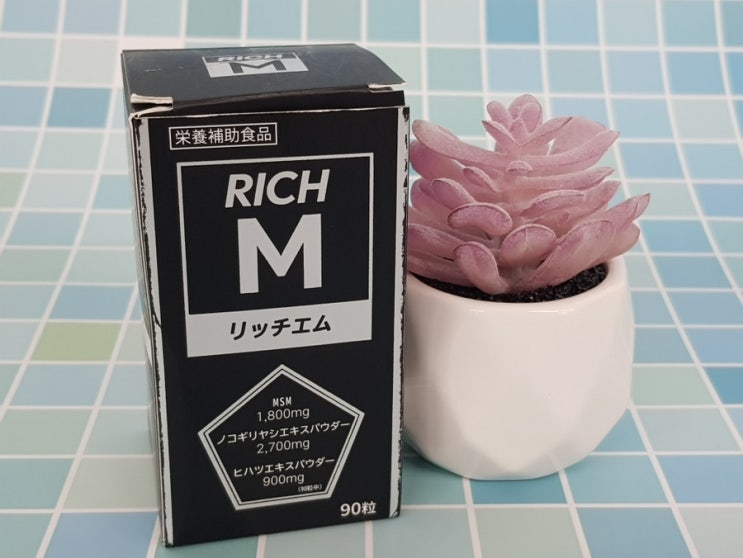 RICH
M
栄養補助食品
RICH
M
リッチエム
MSM
1,800mg
ノコギリヤシエキスパウダー
2,700mg
ヒハツエキスパウダー
900mg
(90粒中)
90粒